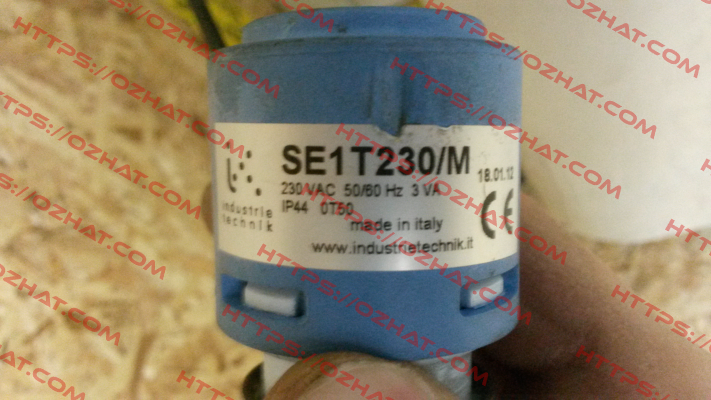 SE1T230/M
18.01.12
230 VAC 50/60 Hz 3 VA
IP44 0T50
industrie
technik
made in italy
CE
www.industrietechnik.it
HTTPS://OZHAT.COM